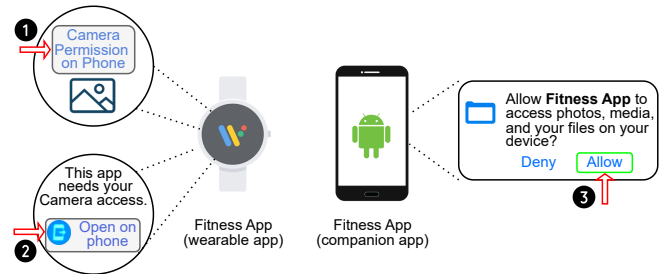 1
Camera
Permission
on Phone
This app
needs your
Camera access.
Open on
phone
2
Fitness App
(wearable app)
Fitness App
(companion app)
Allow Fitness App to
access photos, media,
and your files on your
device?
Deny Allow
3